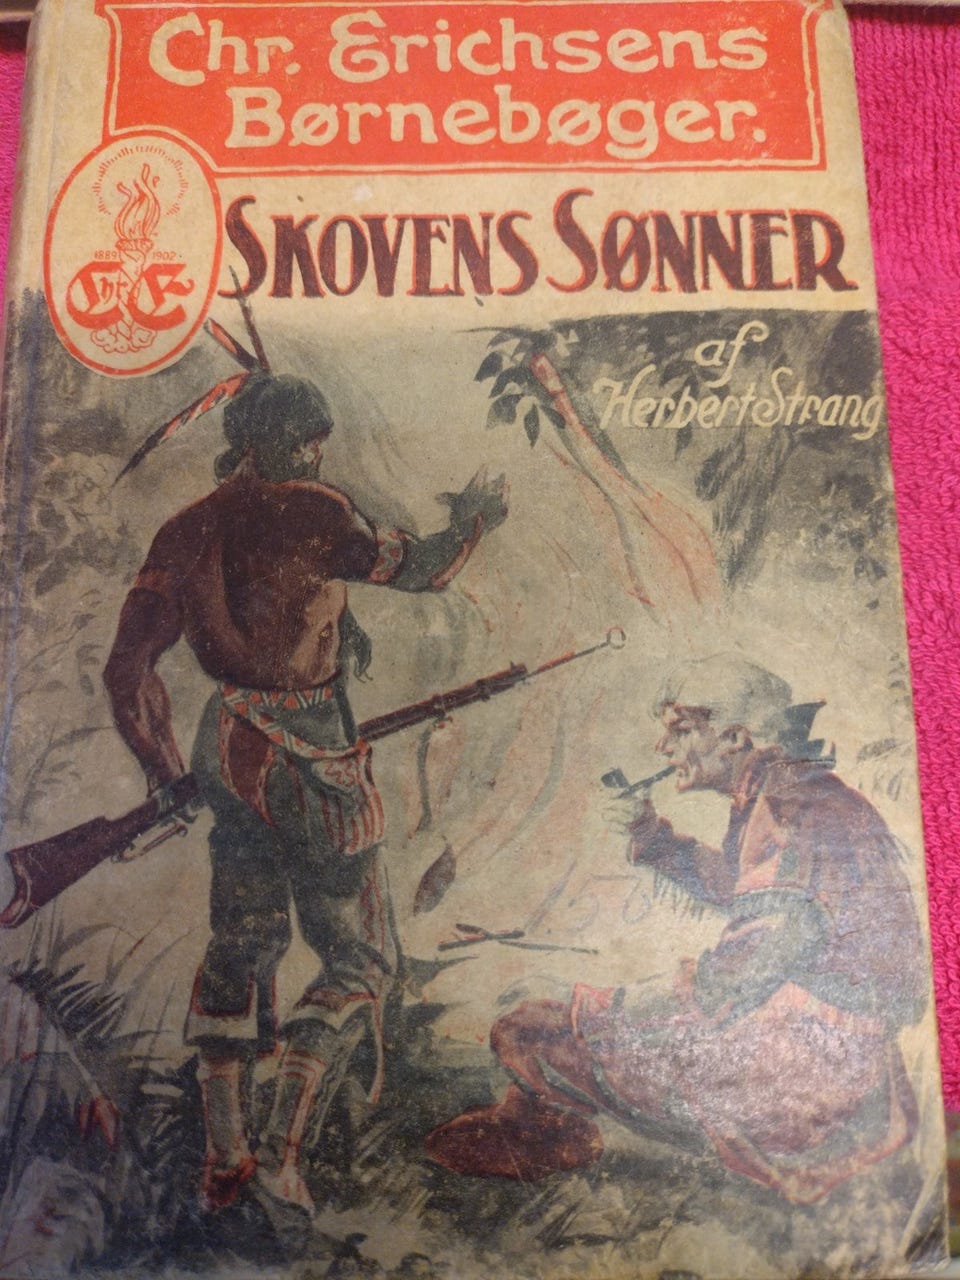 Chr. Erichsens
Børnebøger.
1889 1902.
Chr. E
SKOVENS SØNNER
af
Herbert Strang